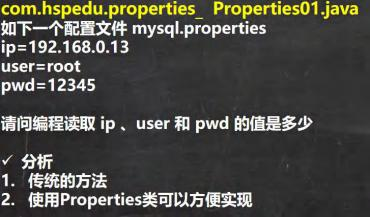 com.hspedu.properties_ Properties01.java
如下一个配置文件 mysql.properties
ip=192.168.0.13
user=root
pwd=12345
请问编程读取 ip 、user 和 pwd 的值是多少
✓ 分析
1. 传统的方法
2. 使用Properties类可以方便实现